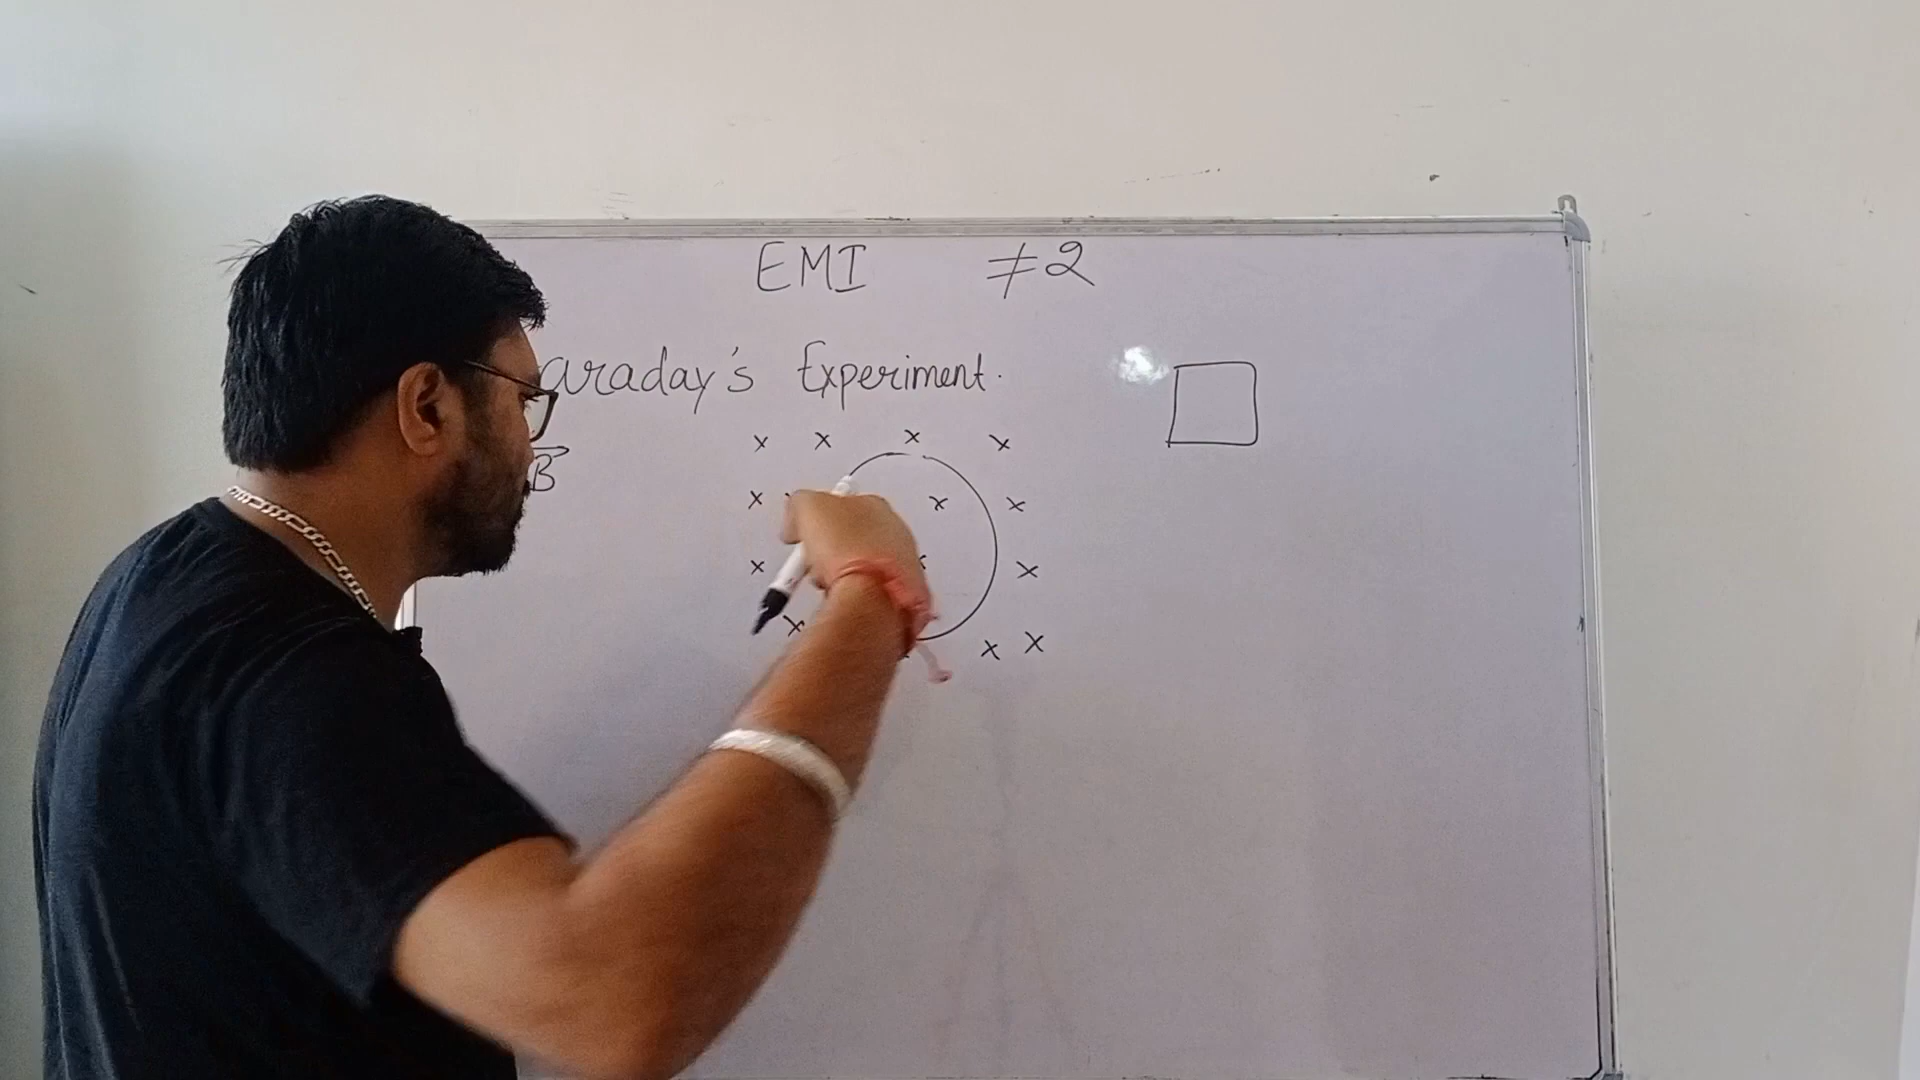 EMI #2
araday's Experiment.
x x x x
B
x x x
x x
x x x